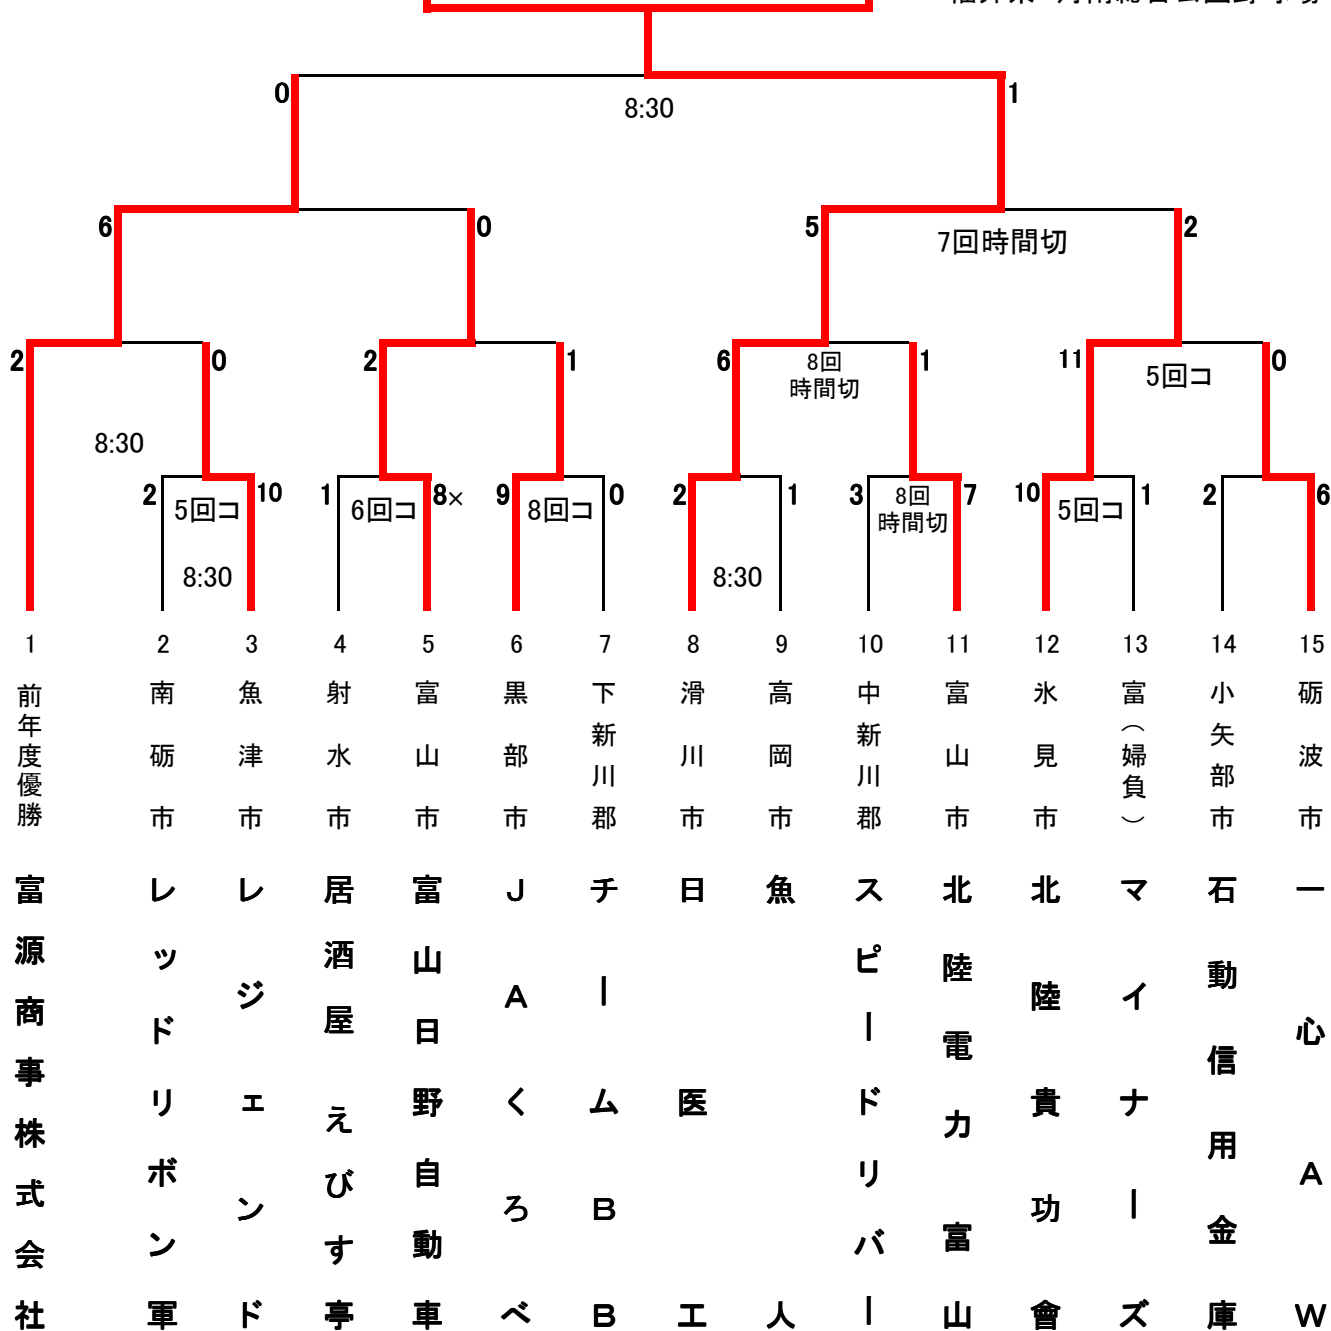 0 1
8:30
6 0 5 2
7回時間切
2 0 2 1 6 1 11 0
8回
時間切
5回コ
8:30
2 10 1 8× 9 0 2 1 3 7 10 1 2 6
5回コ 6回コ 8回コ 8回 5回コ
時間切
8:30 8:30
1 2 3 4 5 6 7 8 9 10 11 12 13 14 15
前年度優勝
南砺市
魚津市
射水市
富山市
黒部市
下新川郡
滑川市
高岡市
中新川郡
富山市
氷見市
富(婦負)
小矢部市
砺波市
富源商事株式会社
レッドリボン軍
レジェンド
居酒屋 えびす亭
富山日野自動車
JAくろべ
チームBB
日医工
魚人
スピードリバー
北陸電力富山
北陸貴功會
マイナーズ
石動信用金庫
一心AW